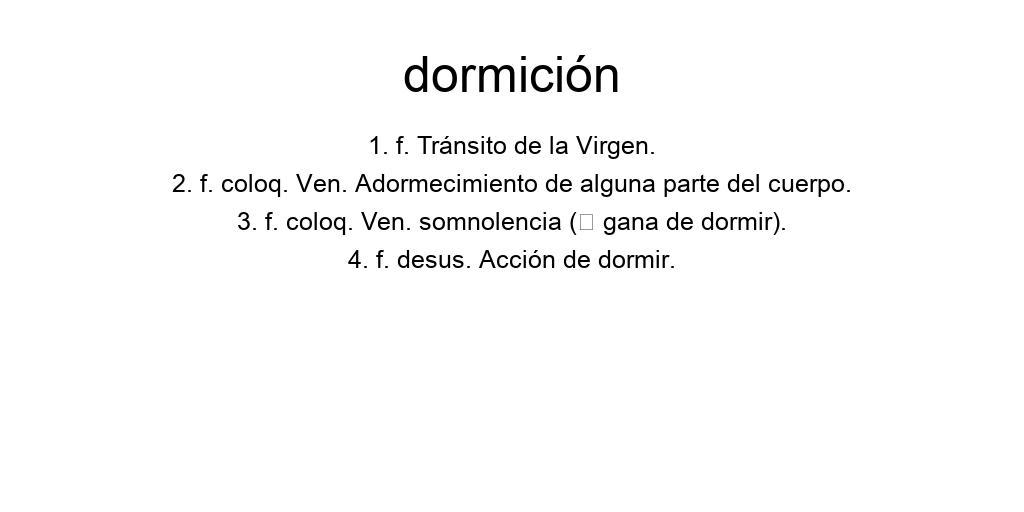 dormición
1. f. Tránsito de la Virgen.
2. f. coloq. Ven. Adormecimiento de alguna parte del cuerpo.
3. f. coloq. Ven. somnolencia (□ gana de dormir).
4. f. desus. Acción de dormir.